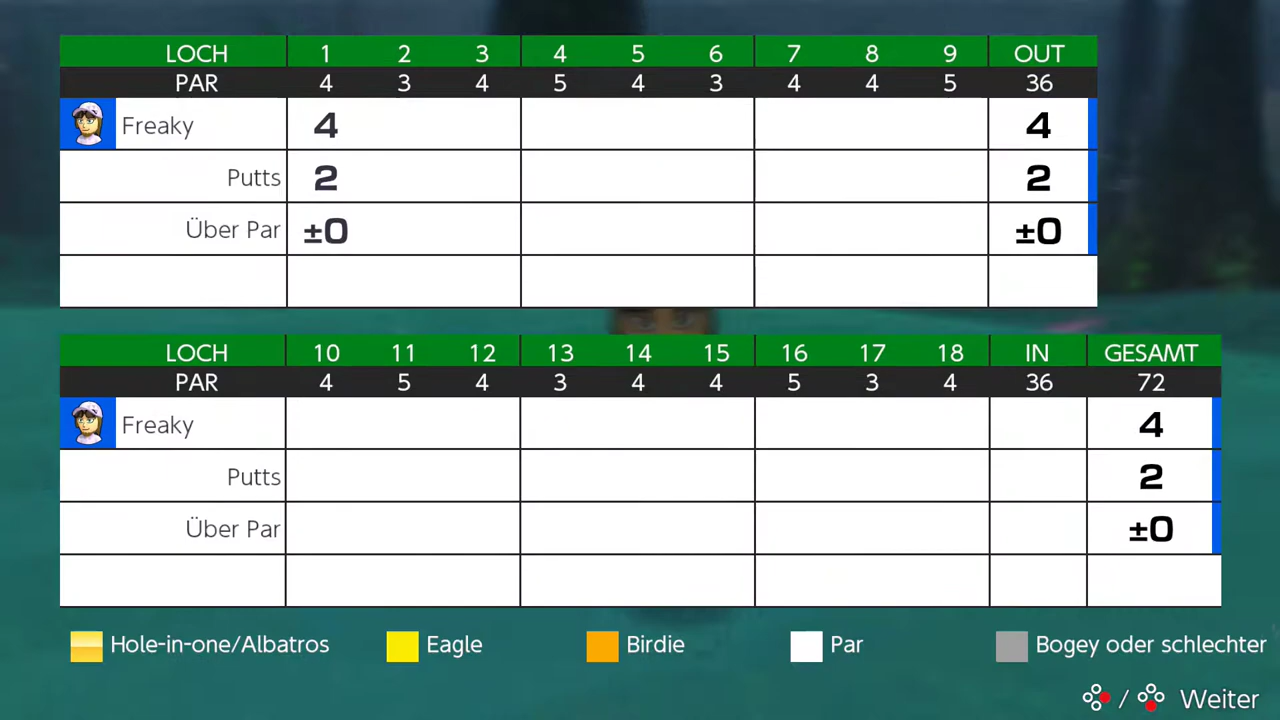 LOCH 1 2 3 4 5 6 7 8 9 OUT
PAR 4 3 4 5 4 3 4 4 5 36
Freaky 4 4
Putts 2 2
Über Par ±0 ±0
LOCH 10 11 12 13 14 15 16 17 18 IN GESAMT
PAR 4 5 4 3 4 4 5 3 4 36 72
Freaky 4
Putts 2
Über Par ±0
Hole-in-one/Albatros Eagle Birdie Par Bogey oder schlechter
/ Weiter